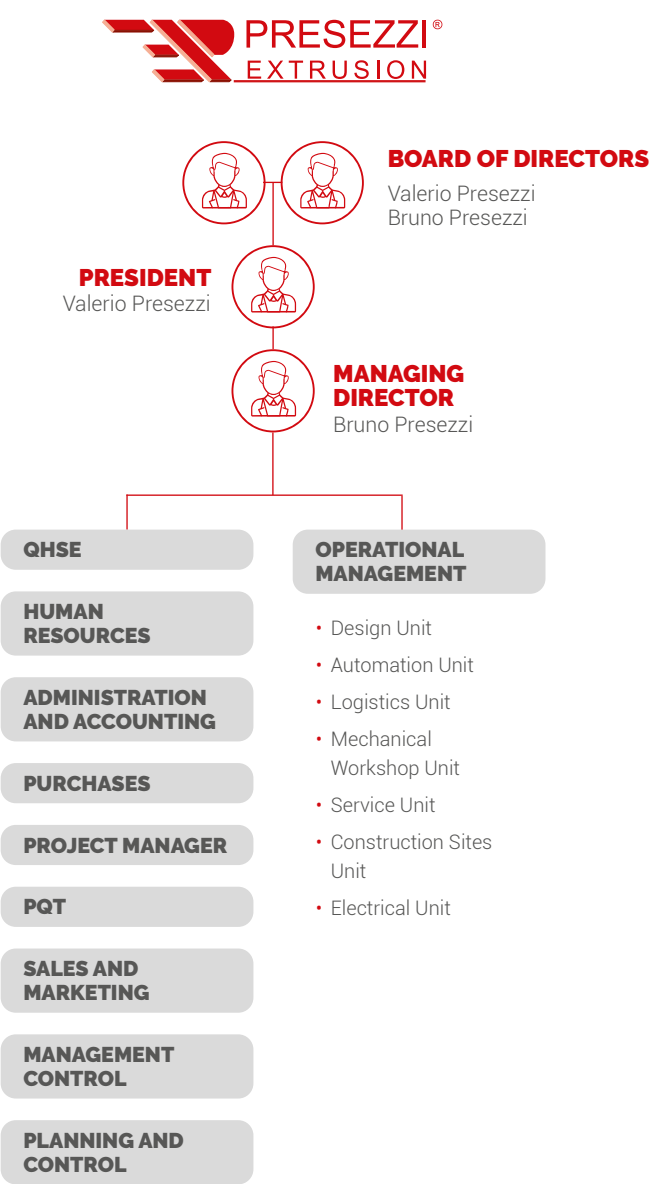 PRESEZZI®
EXTRUSION
BOARD OF DIRECTORS
Valerio Presezzi
Bruno Presezzi
PRESIDENT
Valerio Presezzi
MANAGING
DIRECTOR
Bruno Presezzi
QHSE
HUMAN
RESOURCES
ADMINISTRATION
AND ACCOUNTING
PURCHASES
PROJECT MANAGER
PQT
SALES AND
MARKETING
MANAGEMENT
CONTROL
PLANNING AND
CONTROL
OPERATIONAL
MANAGEMENT
• Design Unit
• Automation Unit
• Logistics Unit
• Mechanical
Workshop Unit
• Service Unit
• Construction Sites
Unit
• Electrical Unit